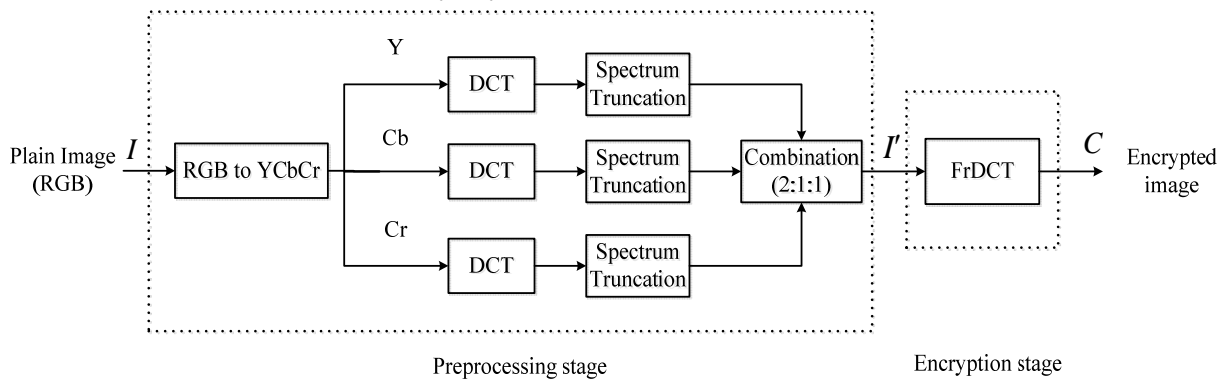 Plain Image
(RGB)
I
RGB to YCbCr
Y
DCT
Spectrum
Truncation
Cb
DCT
Spectrum
Truncation
Cr
DCT
Spectrum
Truncation
Combination
(2:1:1)
I'
FrDCT
C
Encrypted
image
Preprocessing stage
Encryption stage